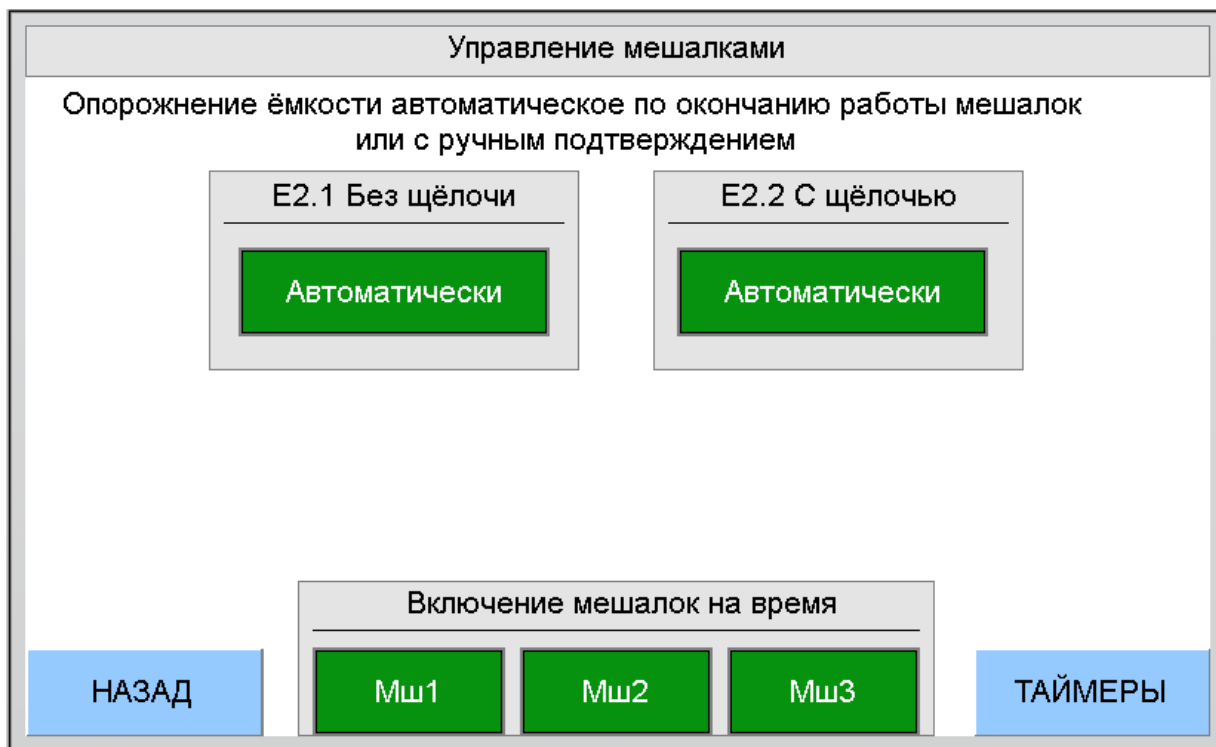 Управление мешалками
Опорожнение ёмкости автоматическое по окончанию работы мешалок
или с ручным подтверждением
Е2.1 Без щёлочи
Е2.2 С щёлочью
Автоматически
Автоматически
Включение мешалок на время
НАЗАД
Мш1
Мш2
Мш3
ТАЙМЕРЫ